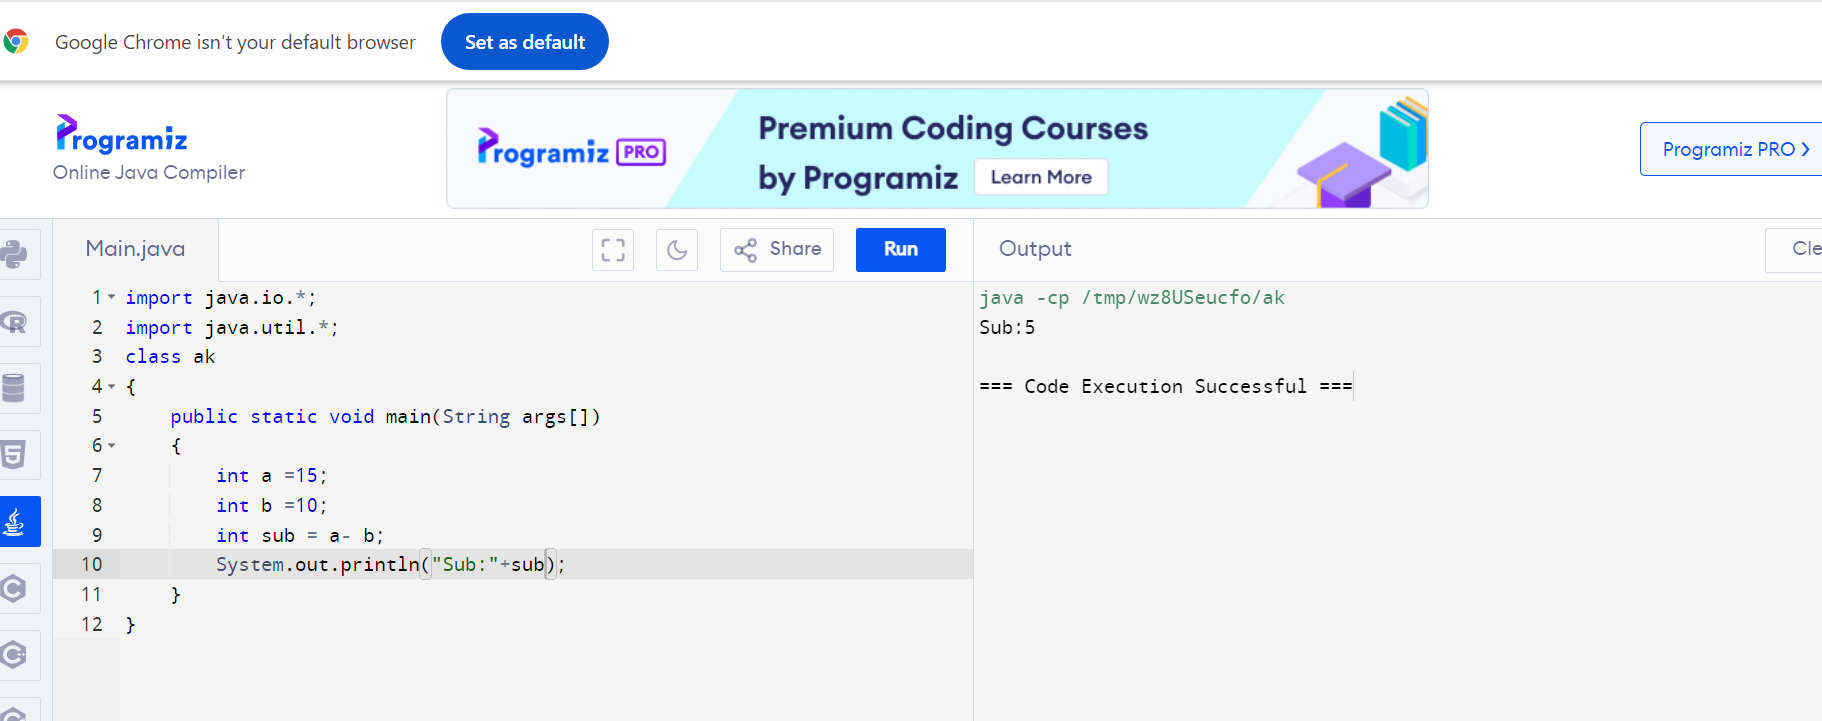 Google Chrome isn't your default browser Set as default
Programiz
Online Java Compiler
Programiz PRO
Premium Coding Courses
by Programiz Learn More
Programiz PRO
Main.java
Share
Run
Output
Cle
1 import java.io.*;
2 import java.util.*;
3 class ak
4 {
5 public static void main(String args[])
6 {
7 int a =15;
8 int b =10;
9 int sub = a- b;
10 System.out.println("Sub:"+sub);
11 }
12 }
java -cp /tmp/wz8USeucfo/ak
Sub:5
=== Code Execution Successful ===